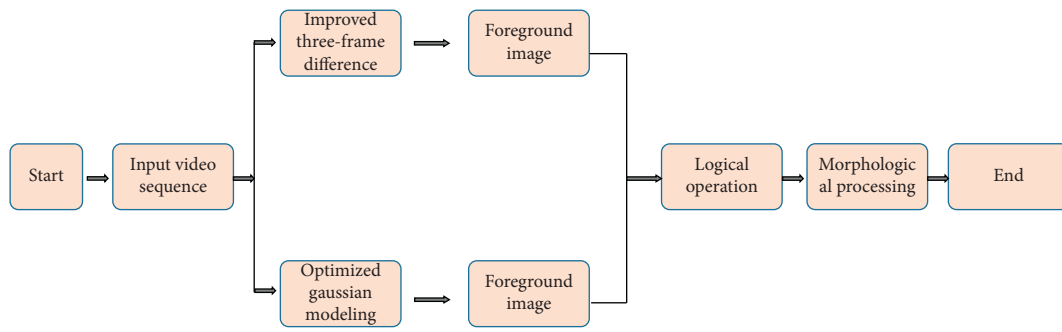 Start
Input video
sequence
Improved
three-frame
difference
Foreground
image
Optimized
gaussian
modeling
Foreground
image
Logical
operation
Morphologic
al processing
End